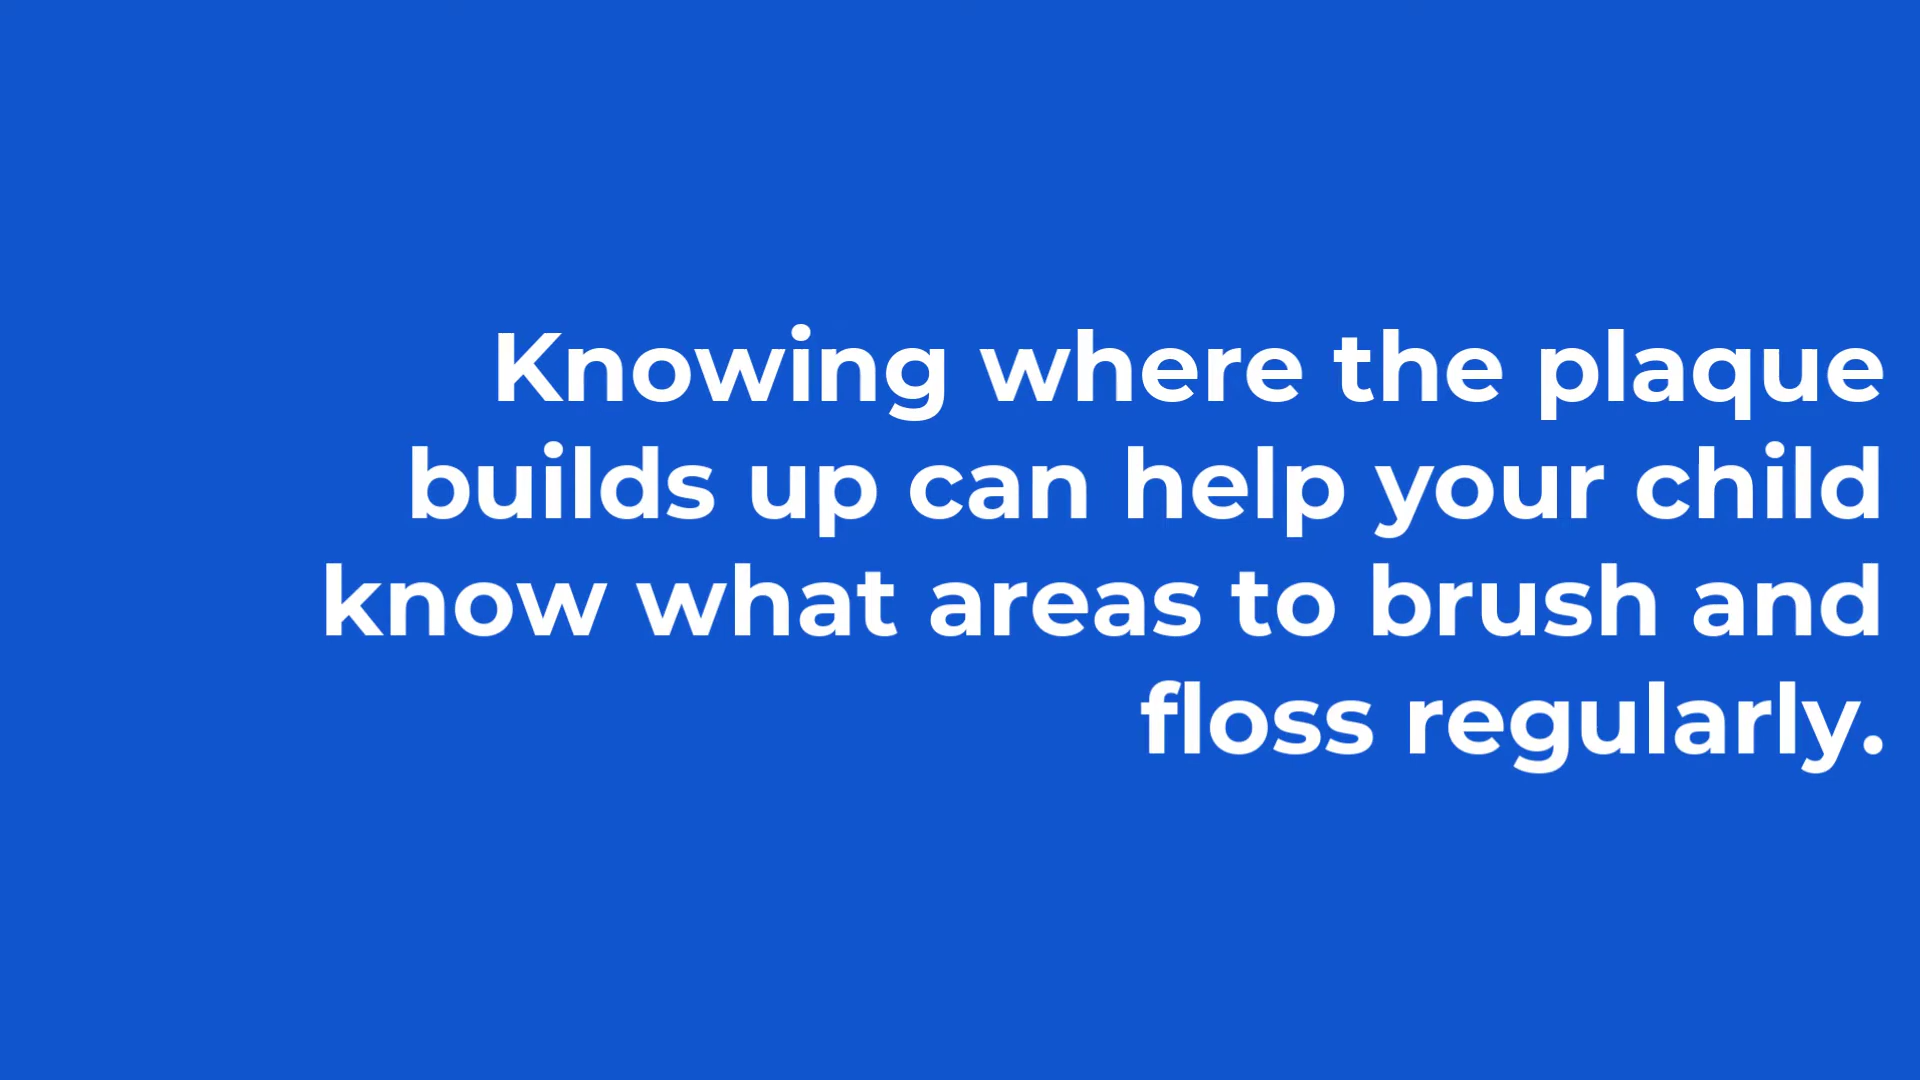 Knowing where the plaque
builds up can help your child
know what areas to brush and
floss regularly.